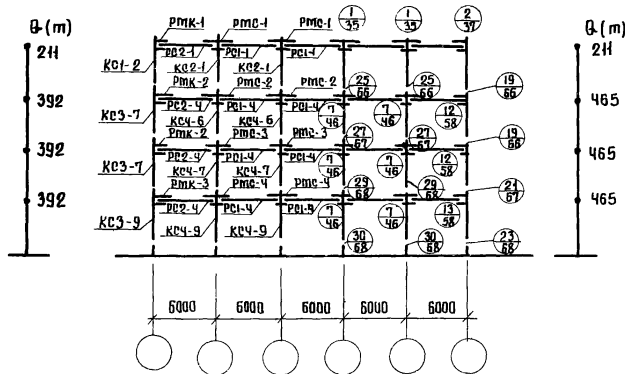 Q (т) Q (т)
РМК-1 РМС-1 РМС-1 1/35 1/35 2/37
211 РС2-1 РС1-1 РС1-1 211
КС1-2 КС2-1 КС2-1
РМК-2 РМС-2 РМС-2 25/66 25/66 19/66
392 РС2-4 РС1-4 РС1-4 7/46 7/46 12/58 465
КС3-7 КС4-6 КС4-6
РМК-2 РМС-3 РМС-3 27/67 27/67 19/66
392 РС2-4 РС1-4 РС1-4 7/46 7/46 12/58 465
КС3-7 КС4-7 КС4-7
РМК-3 РМС-4 РМС-4 29/68 29/68 21/67
392 РС2-4 РС1-4 7/46 7/46 13/58 465
КС3-9 КС4-9 КС4-9
30/68 30/68 23/68
6000 6000 6000 6000 6000